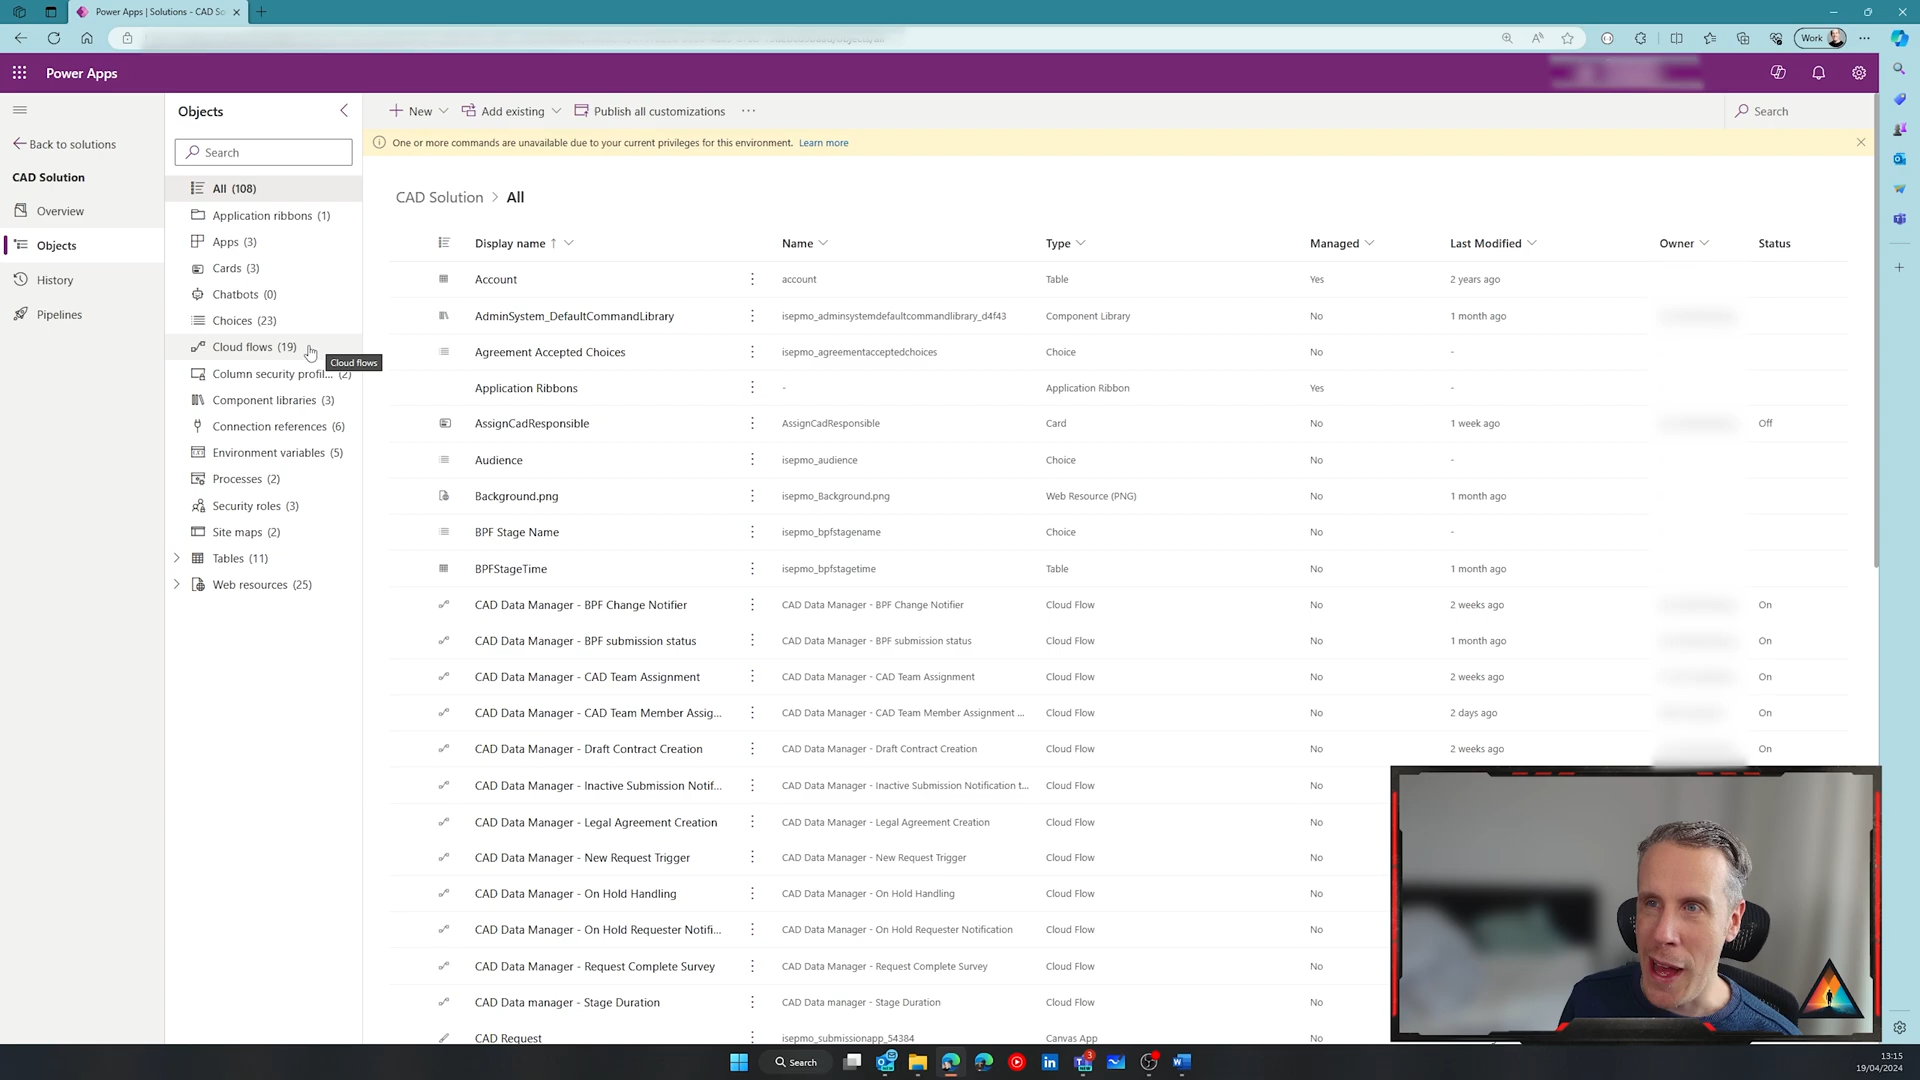 Power Apps | Solutions - CAD So
Work
Power Apps
Objects
New
Add existing
Publish all customizations
Search
Back to solutions
Search
One or more commands are unavailable due to your current privileges for this environment. Learn more
CAD Solution
All (108)
CAD Solution > All
Overview
Application ribbons (1)
Objects
Apps (3)
Display name ↑
Name
Type
Managed
Last Modified
Owner
Status
Cards (3)
History
Chatbots (0)
Pipelines
Choices (23)
Cloud flows (19)
Cloud flows
Column security profil... (2)
Component libraries (3)
Connection references (6)
Environment variables (5)
Processes (2)
Security roles (3)
Site maps (2)
Tables (11)
Web resources (25)
Account account Table Yes 2 years ago
AdminSystem_DefaultCommandLibrary isepmo_adminsystemdefaultcommandlibrary_d4f43 Component Library No 1 month ago
Agreement Accepted Choices isepmo_agreementacceptedchoices Choice No -
Application Ribbons - Application Ribbon Yes -
AssignCadResponsible AssignCadResponsible Card No 1 week ago Off
Audience isepmo_audience Choice No -
Background.png isepmo_Background.png Web Resource (PNG) No 1 month ago
BPF Stage Name isepmo_bpfstagename Choice No -
BPFStageTime isepmo_bpfstagetime Table No 1 month ago
CAD Data Manager - BPF Change Notifier CAD Data Manager - BPF Change Notifier Cloud Flow No 2 weeks ago On
CAD Data Manager - BPF submission status CAD Data Manager - BPF submission status Cloud Flow No 1 month ago On
CAD Data Manager - CAD Team Assignment CAD Data Manager - CAD Team Assignment Cloud Flow No 2 weeks ago On
CAD Data Manager - CAD Team Member Assig... CAD Data Manager - CAD Team Member Assignment ... Cloud Flow No 2 days ago On
CAD Data Manager - Draft Contract Creation CAD Data Manager - Draft Contract Creation Cloud Flow No 2 weeks ago On
CAD Data Manager - Inactive Submission Notif... CAD Data Manager - Inactive Submission Notification t... Cloud Flow No
CAD Data Manager - Legal Agreement Creation CAD Data Manager - Legal Agreement Creation Cloud Flow No
CAD Data Manager - New Request Trigger CAD Data Manager - New Request Trigger Cloud Flow No
CAD Data Manager - On Hold Handling CAD Data Manager - On Hold Handling Cloud Flow No
CAD Data Manager - On Hold Requester Notifi... CAD Data Manager - On Hold Requester Notification Cloud Flow No
CAD Data Manager - Request Complete Survey CAD Data Manager - Request Complete Survey Cloud Flow No
CAD Data manager - Stage Duration CAD Data manager - Stage Duration Cloud Flow No
CAD Request isepmo_submissionapp_54384 Canvas App No
Search
13:15
19/04/2024